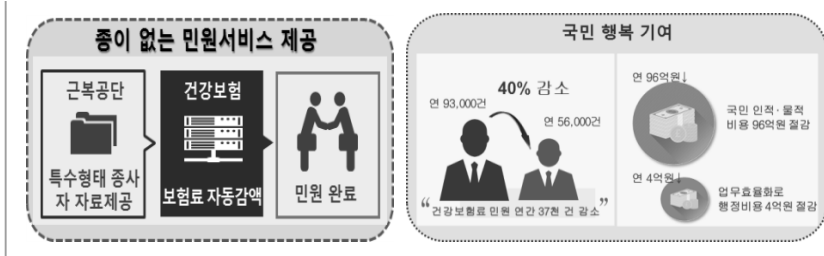 종이 없는 민원서비스 제공
근복공단
특수형태 종사
자 자료제공
건강보험
보험료 자동감액
민원 완료
국민 행복 기여
40% 감소
연 93,000건
연 56,000건
“건강보험료 민원 연간 37천 건 감소”
연 96억원↓
국민 인적·물적
비용 96억원 절감
연 4억원↓
업무효율화로
행정비용 4억원 절감